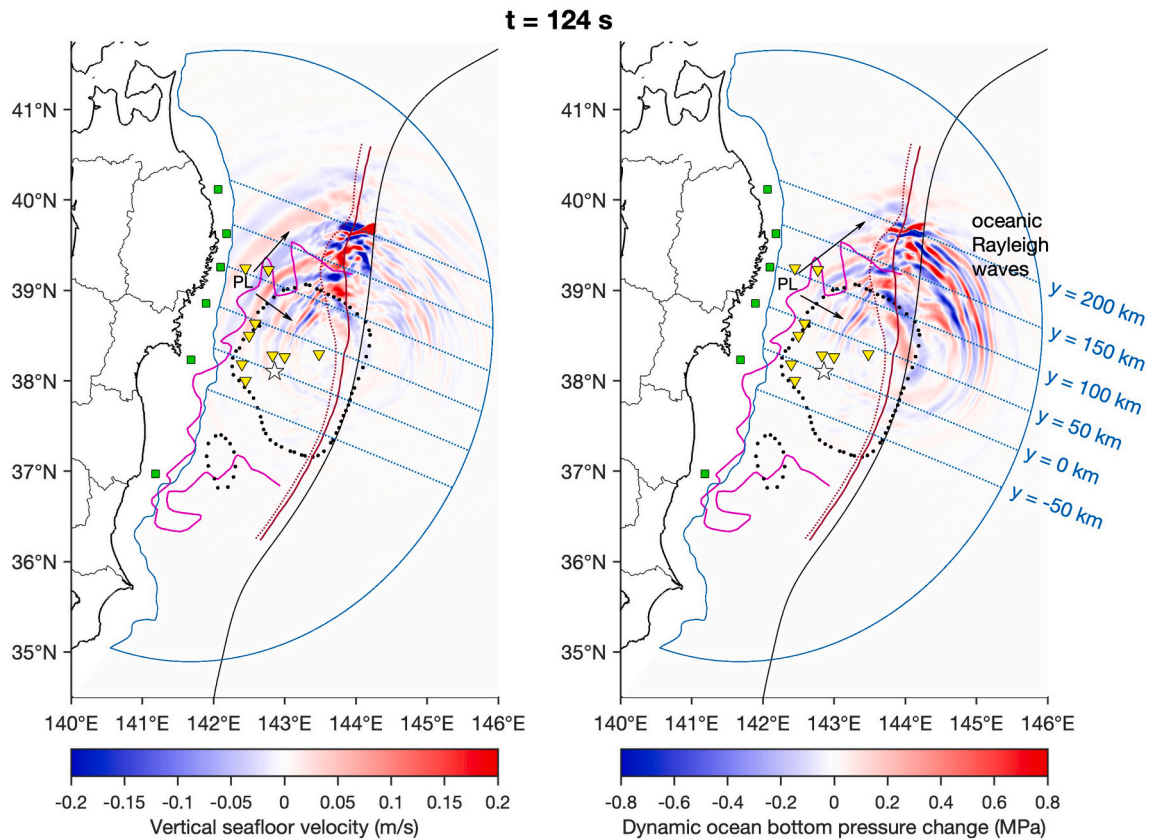 t = 124 s
41°N
40°N
39°N
38°N
37°N
36°N
35°N
PL
140°E 141°E 142°E 143°E 144°E 145°E 146°E
-0.2 -0.15 -0.1 -0.05 0 0.05 0.1 0.15 0.2
Vertical seafloor velocity (m/s)
41°N
40°N
39°N
38°N
37°N
36°N
35°N
PL
oceanic
Rayleigh
waves
y = 200 km
y = 150 km
y = 100 km
y = 50 km
y = 0 km
y = -50 km
140°E 141°E 142°E 143°E 144°E 145°E 146°E
-0.8 -0.6 -0.4 -0.2 0 0.2 0.4 0.6 0.8
Dynamic ocean bottom pressure change (MPa)